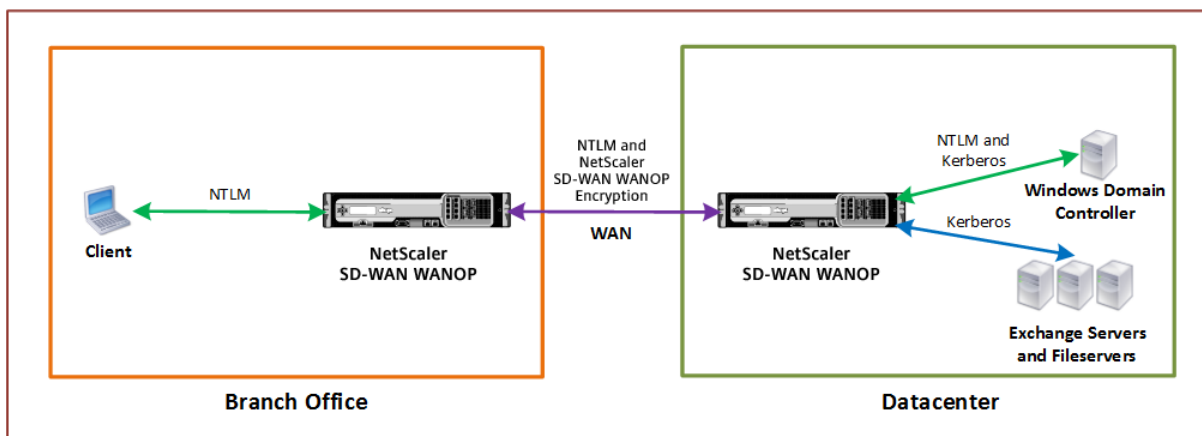 NTLM
Client
NetScaler
SD-WAN WANOP
Branch Office
NTLM and
NetScaler
SD-WAN WANOP
Encryption
WAN
NetScaler
SD-WAN WANOP
NTLM and
Kerberos
Windows Domain
Controller
Kerberos
Exchange Servers
and Fileservers
Datacenter